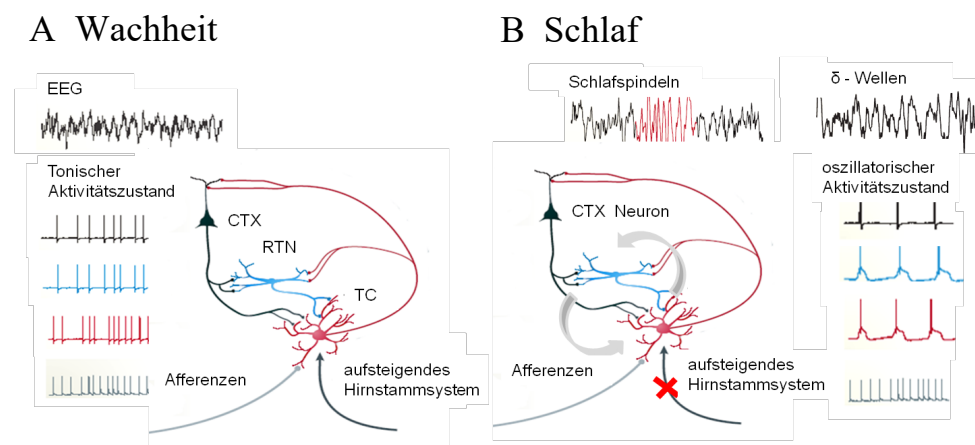 A Wachheit
EEG
Tonischer
Aktivitätszustand
CTX
RTN
TC
Afferenzen
aufsteigendes
Hirnstammsystem
B Schlaf
Schlafspindeln
δ - Wellen
oszillatorischer
Aktivitätszustand
CTX Neuron
Afferenzen
aufsteigendes
Hirnstammsystem